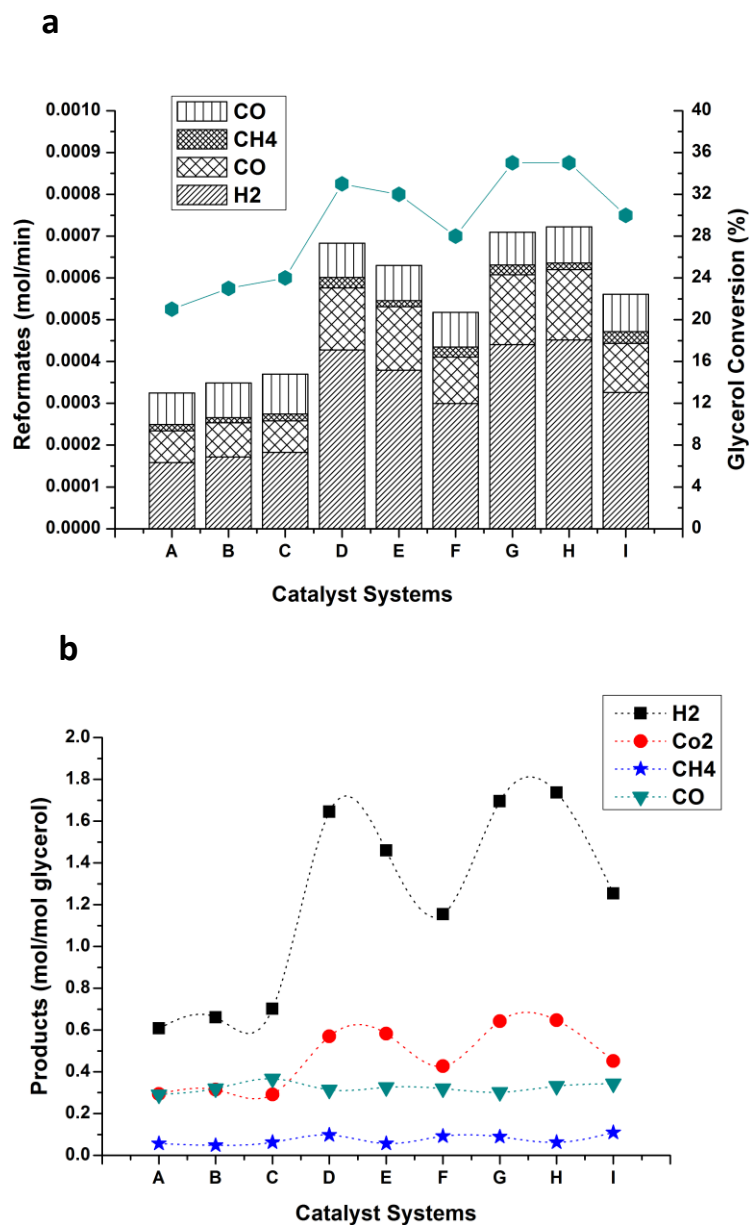 a
CO
CH4
CO
H2
0.0010
0.0009
0.0008
0.0007
0.0006
0.0005
0.0004
0.0003
0.0002
0.0001
0.0000
Reformates (mol/min)
40
36
32
28
24
20
16
12
8
4
0
Glycerol Conversion (%)
A B C D E F G H I
Catalyst Systems
b
H2
Co2
CH4
CO
2.0
1.8
1.6
1.4
1.2
1.0
0.8
0.6
0.4
0.2
0.0
Products (mol/mol glycerol)
A B C D E F G H I
Catalyst Systems